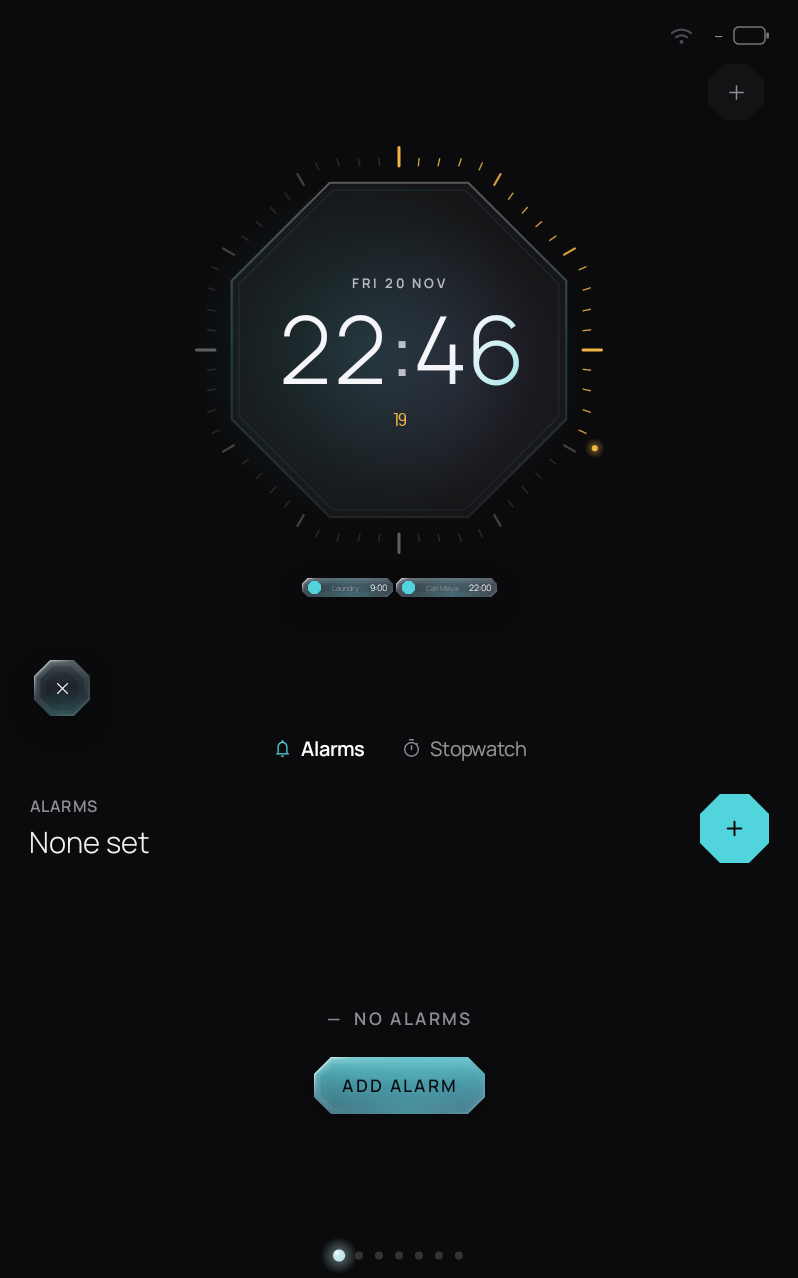 FRI 20 NOV
22:46
19
Laundry 9:00 Call Maya 22:00
Alarms Stopwatch
ALARMS
None set
— NO ALARMS
ADD ALARM